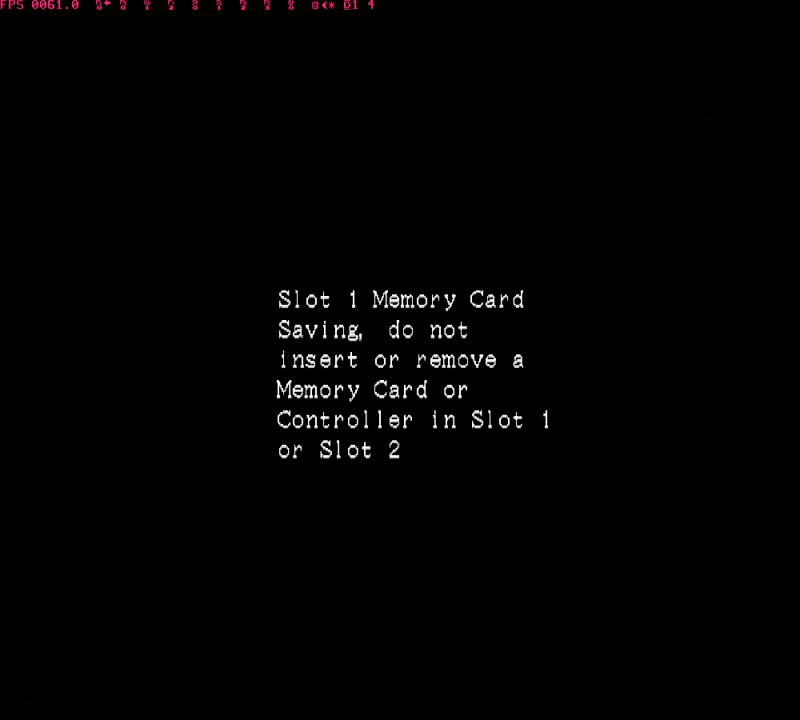 FPS 0061.0
Slot 1 Memory Card
Saving, do not
insert or remove a
Memory Card or
Controller in Slot 1
or Slot 2